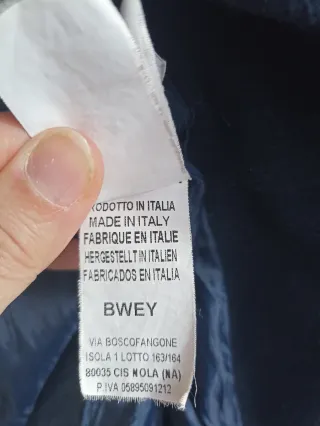 PRODOTTO IN ITALIA
MADE IN ITALY
FABRIQUE EN ITALIE
HERGESTELLT IN ITALIEN
FABRICADOS EN ITALIA
BWEY
VIA BOSCOFANGONE
ISOLA 1 LOTTO 163/164
80035 CIS NOLA (NA)
P.IVA 05895091212